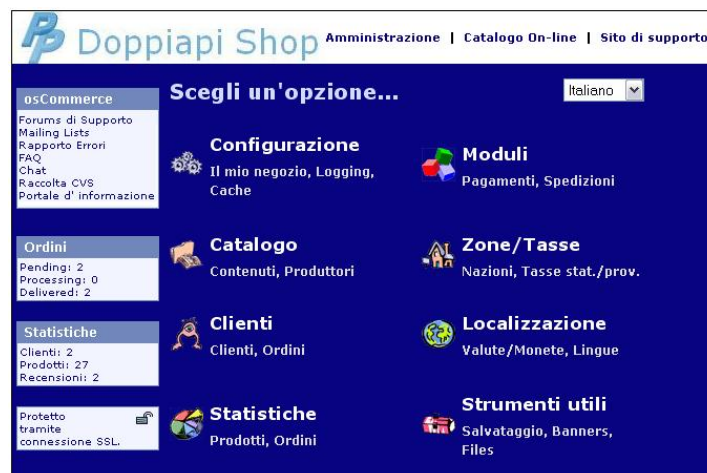 PP Doppiapi Shop
Amministrazione | Catalogo On-line | Sito di supporto
osCommerce
Forums di Supporto
Mailing Lists
Rapporto Errori
FAQ
Chat
Raccolta CVS
Portale d' informazione
Ordini
Pending: 2
Processing: 0
Delivered: 2
Statistiche
Clienti: 2
Prodotti: 27
Recensioni: 2
Protetto
tramite
connessione SSL.
Scegli un'opzione...
Italiano
Configurazione
Il mio negozio, Logging,
Cache
Moduli
Pagamenti, Spedizioni
Catalogo
Contenuti, Produttori
Zone/Tasse
Nazioni, Tasse stat./prov.
Clienti
Clienti, Ordini
Localizzazione
Valute/Monete, Lingue
Statistiche
Prodotti, Ordini
Strumenti utili
Salvataggio, Banners,
Files